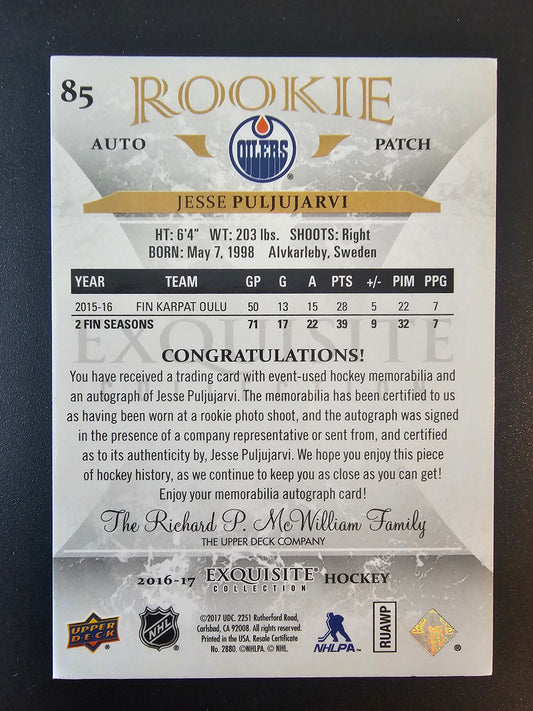 85
ROOKIE
AUTO PATCH
OILERS
JESSE PULJUJARVI
HT: 6'4" WT: 203 lbs. SHOOTS: Right
BORN: May 7, 1998 Alvkarleby, Sweden
YEAR TEAM GP G A PTS +/- PIM PPG
2015-16 FIN KARPAT OULU 50 13 15 28 5 22 7
2 FIN SEASONS 71 17 22 39 9 32 7
EXQUISITE
COLLECTION
CONGRATULATIONS!
You have received a trading card with event-used hockey memorabilia and
an autograph of Jesse Puljujarvi. The memorabilia has been certified to us
as having been worn at a rookie photo shoot, and the autograph was signed
in the presence of a company representative or sent from, and certified
as to its authenticity by, Jesse Puljujarvi. We hope you enjoy this piece
of hockey history, as we continue to keep you as close as you can get!
Enjoy your memorabilia autograph card!
The Richard P. McWilliam Family
THE UPPER DECK COMPANY
2016-17 EXQUISITE® COLLECTION HOCKEY
UPPER DECK
NHL
©2017 UDC. 2251 Rutherford Road,
Carlsbad, CA 92008. All rights reserved.
Printed in the USA. Resale Certificate
No. 2880. ©NHLPA. © NHL.
NHLPA
RUAWP